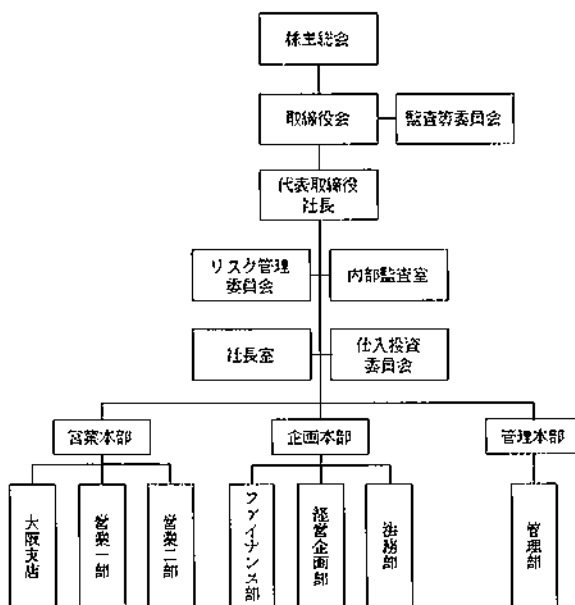 株主総会
取締役会
監査等委員会
代表取締役
社長
リスク管理
委員会
内部監査室
社長室
仕入投資
委員会
営業本部
企画本部
管理本部
大阪支店
営業一部
営業二部
ファイナンス部
経営企画部
法務部
管理部